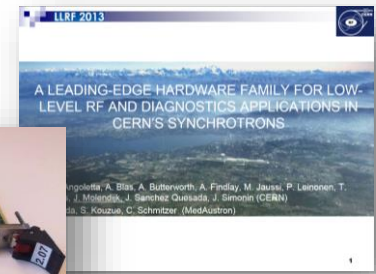 LLRF 2013
A LEADING-EDGE HARDWARE FAMILY FOR LOW-
LEVEL RF AND DIAGNOSTICS APPLICATIONS IN
CERN'S SYNCHROTRONS
Angoletta, A. Blas, A. Butterworth, A. Findlay, M. Jaussi, P. Leinonen, T.
J. Molendijk, J. Sanchez Quesada, J. Simonin (CERN)
S. Kouzue, C. Schmitzer (MedAustron)
207
1